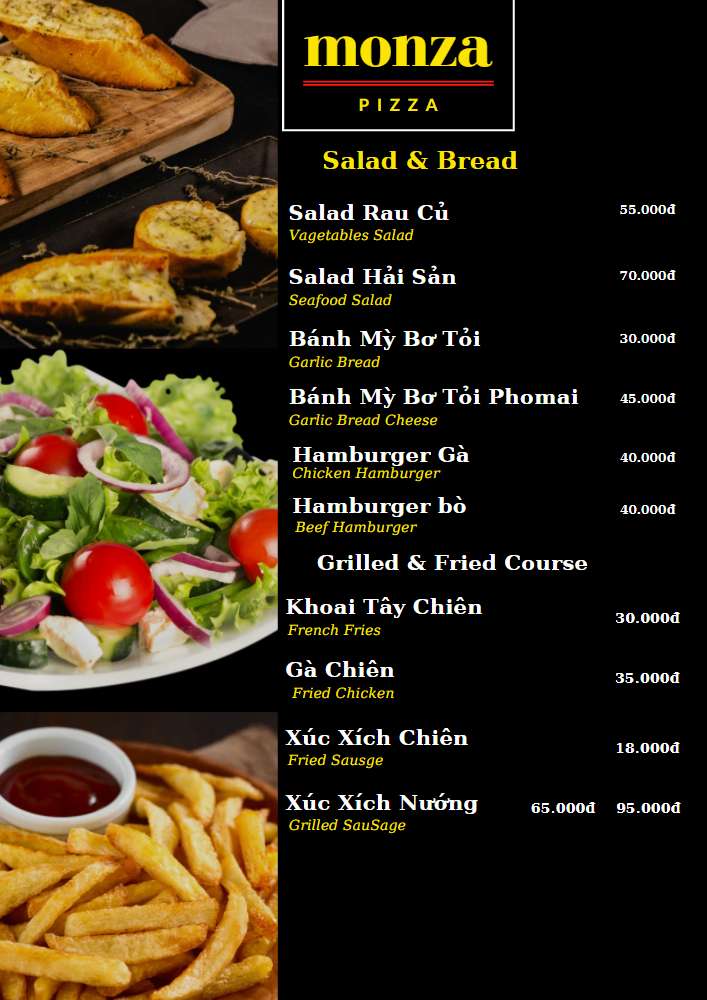 monza
PIZZA
Salad & Bread
Salad Rau Củ 55.000đ
Vagetables Salad
Salad Hải Sản 70.000đ
Seafood Salad
Bánh Mỳ Bơ Tỏi 30.000đ
Garlic Bread
Bánh Mỳ Bơ Tỏi Phomai 45.000đ
Garlic Bread Cheese
Hamburger Gà 40.000đ
Chicken Hamburger
Hamburger bò 40.000đ
Beef Hamburger
Grilled & Fried Course
Khoai Tây Chiên 30.000đ
French Fries
Gà Chiên 35.000đ
Fried Chicken
Xúc Xích Chiên 18.000đ
Fried Sausge
Xúc Xích Nướng 65.000đ 95.000đ
Grilled SauSage